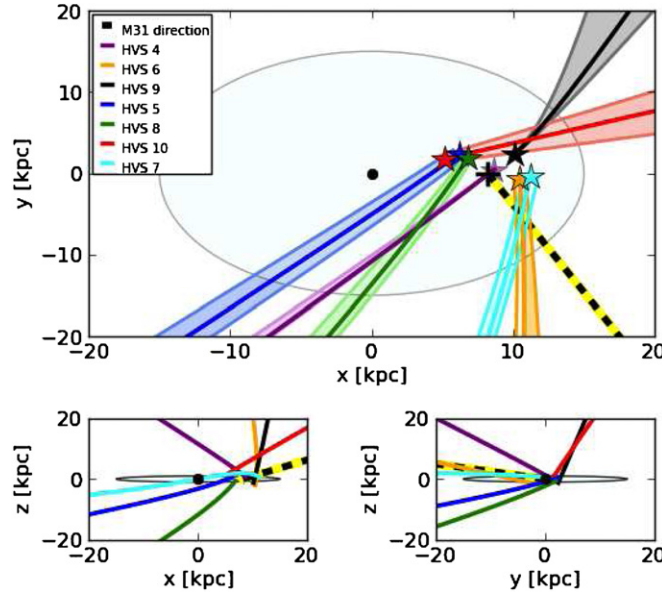 20
10
0
−10
−20
y [kpc]
M31 direction
HVS 4
HVS 6
HVS 9
HVS 5
HVS 8
HVS 10
HVS 7
−20
−10
0
10
20
x [kpc]
20
0
−20
z [kpc]
−20
0
20
x [kpc]
20
0
−20
z [kpc]
−20
0
20
y [kpc]